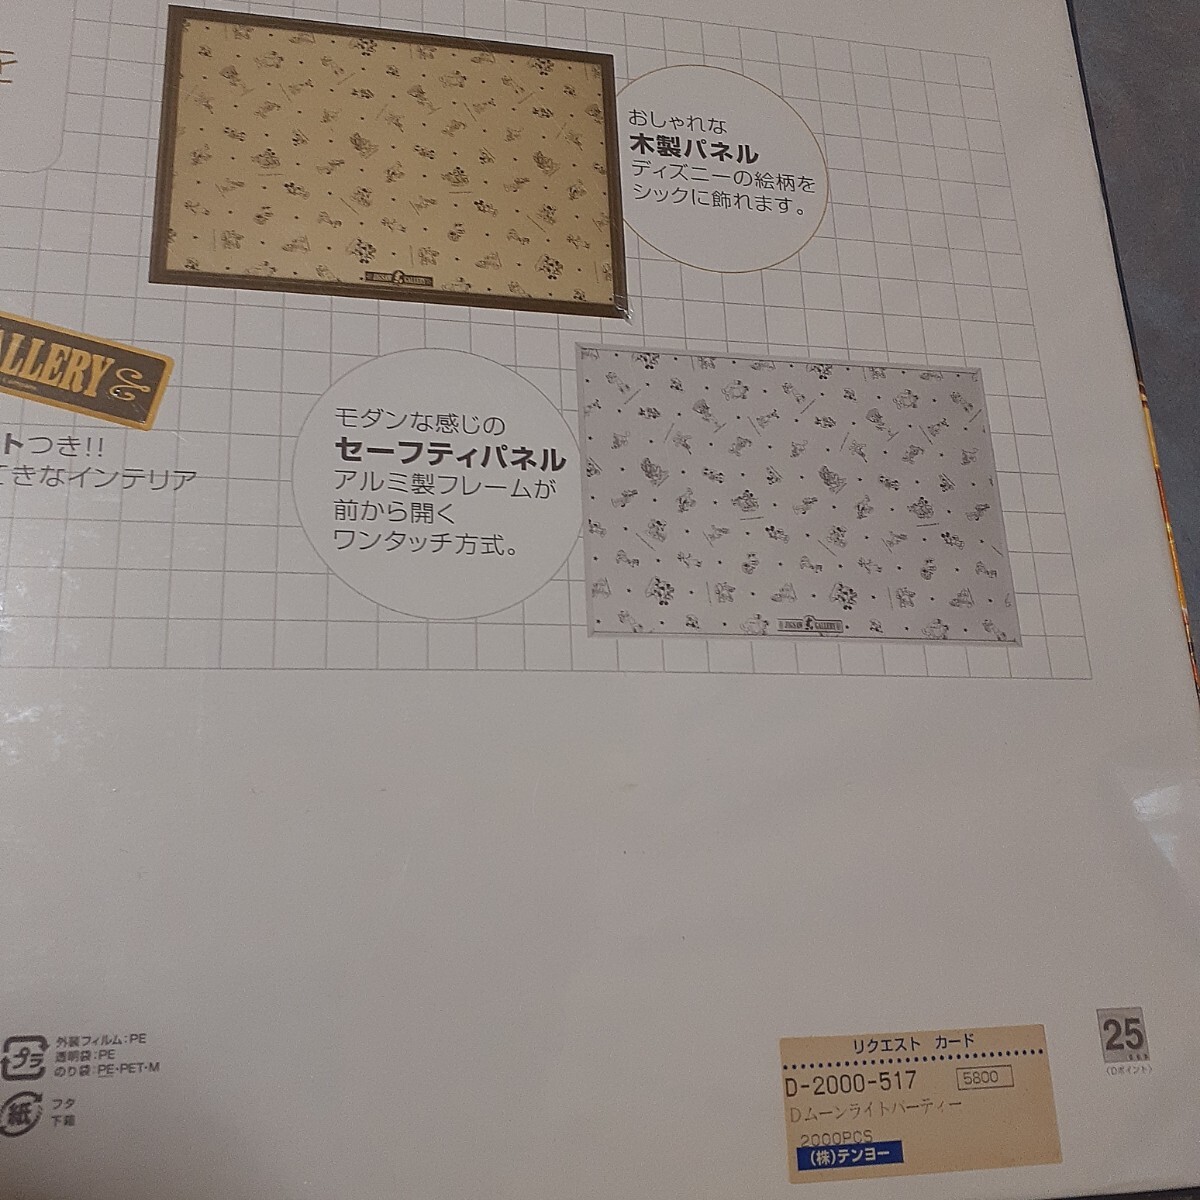 と
おしゃれな
木製パネル
ディズニーの絵柄を
シックに飾れます。
JIGSAW GALLERY
ALLERY
トつき!!
てきなインテリア
モダンな感じの
セーフティパネル
アルミ製フレームが
前から開く
ワンタッチ方式。
JIGSAW GALLERY
プラ
外装フィルム:PE
透明袋:PE
のり袋:PE・PET・M
紙
フタ
下箱
リクエスト カード
D-2000-517 5800
Dムーンライトパーティー
2000PCS
(株)テンヨー
25
〈Dポイント〉